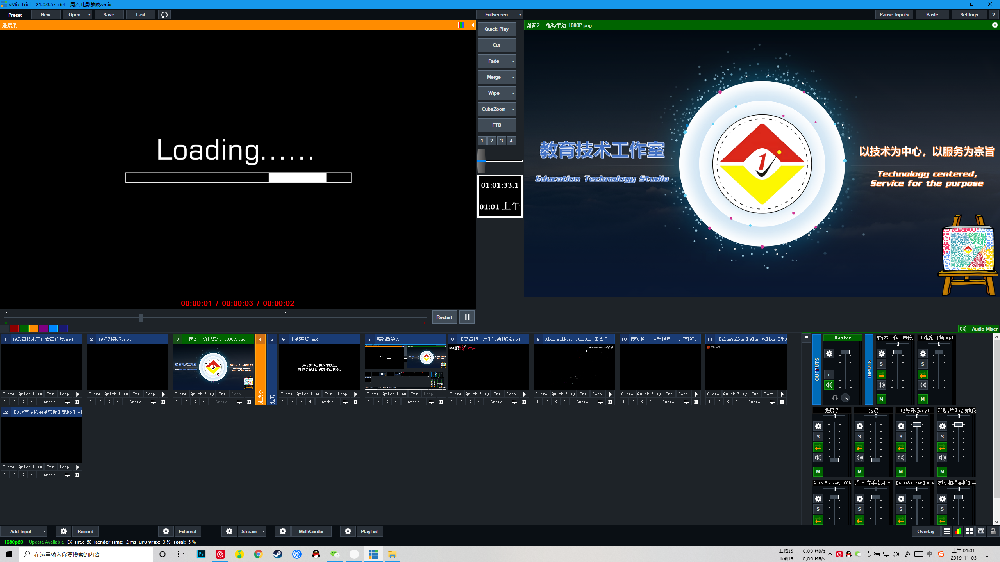 vMix Trial - 21.0.0.57 x64 - 周六 电影放映.vmix
Preset New Open Save Last Fullscreen Pause Inputs Basic Settings ?
进度条
Loading......
00:00:01 / 00:00:03 / 00:00:02
Restart
Quick Play
Cut
Fade
Merge
Wipe
CubeZoom
FTB
1 2 3 4
01:01:33.1
01:01 上午
封面2 二维码靠边 1080P.png
教育技术工作室
Education Technology Studio
以技术为中心，以服务为宗旨
Technology centered,
Service for the purpose
Audio Mixer
1 19教育技术工作室宣传片.mp4
Close Quick Play Cut Loop
1 2 3 4 Audio
2 19招新开场.mp4
Close Quick Play Cut Loop
1 2 3 4 Audio
3 封面2 二维码靠边 1080P.png
Close Quick Play Cut Loop
1 2 3 4 Audio
4 进度条
5 过渡
6 电影开场.mp4
请同学们尽快入席就坐，
并将您的手机调为振动状态。
Close Quick Play Cut Loop
1 2 3 4 Audio
7 解码播放器
Close Quick Play Cut Loop
1 2 3 4 Audio
8 【高清预告片】流浪地球.mp4
Close Quick Play Cut Loop
1 2 3 4 Audio
9 Alan Walker, CORSAK, 黄霄云 -
Close Quick Play Cut Loop
1 2 3 4 Audio
10 萨顶顶 - 左手指月 - 1.萨顶顶 -
Close Quick Play Cut Loop
1 2 3 4 Audio
11 【AlanWalker】Alan Walker携手
Close Quick Play Cut Loop
1 2 3 4 Audio
12 【FPV穿越机拍摄赏析】穿越机拍
Close Quick Play Cut Loop
1 2 3 4 Audio
OUTPUTS
Master
i
INPUTS
育技术工作室宣传片
S
M
19招新开场.mp4
S
M
进度条
S
M
过渡
S
M
电影开场.mp4
S
M
预告片】流浪地球
S
M
Alan Walker, COR
S
顶 - 左手指月 -
S
【AlanWalker】Ala
S
越机拍摄赏析】穿
S
Add Input Record External Stream MultiCorder PlayList Overlay
1080p60 Update Available EX FPS: 60 Render Time: 2 ms CPU vMix: 3 % Total: 5 %
在这里输入你要搜索的内容
Ps
上传15 0.00 MB/s
下载15 0.00 MB/s
中
上午 01:01
2019-11-03